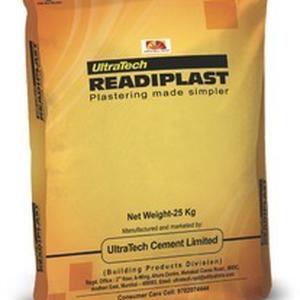 UltraTech
READIPLAST
Plastering made simpler
Net Weight-25 Kg
Manufactured and marketed by:
UltraTech Cement Limited
(Building Products Division)
Consumer Care Cell: 9702074444